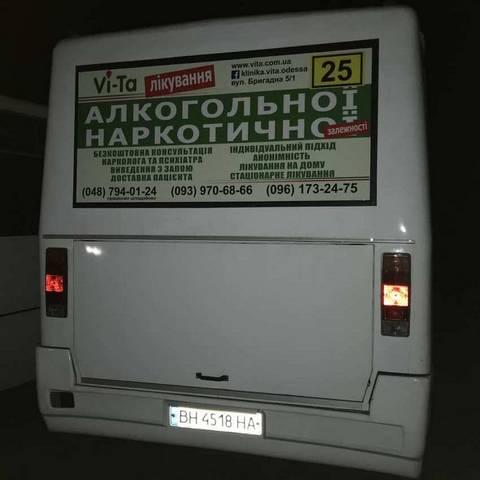 Vi-Ta лікування
www.vita.com.ua
klinika.vita.odessa
вул. Бригадна 5/1
25
АЛКОГОЛЬНОЇ
НАРКОТИЧНОЇ
залежності
БЕЗКОШТОВНА КОНСУЛЬТАЦІЯ
НАРКОЛОГА ТА ПСИХІАТРА
ВИВЕДЕННЯ З ЗАПОЮ
ДОСТАВКА ПАЦІЄНТА
ІНДИВІДУАЛЬНИЙ ПІДХІД
АНОНІМНІСТЬ
ЛІКУВАННЯ НА ДОМУ
СТАЦІОНАРНЕ ЛІКУВАННЯ
(048) 794-01-24 (093) 970-68-66 (096) 173-24-75
BH 4518 HA